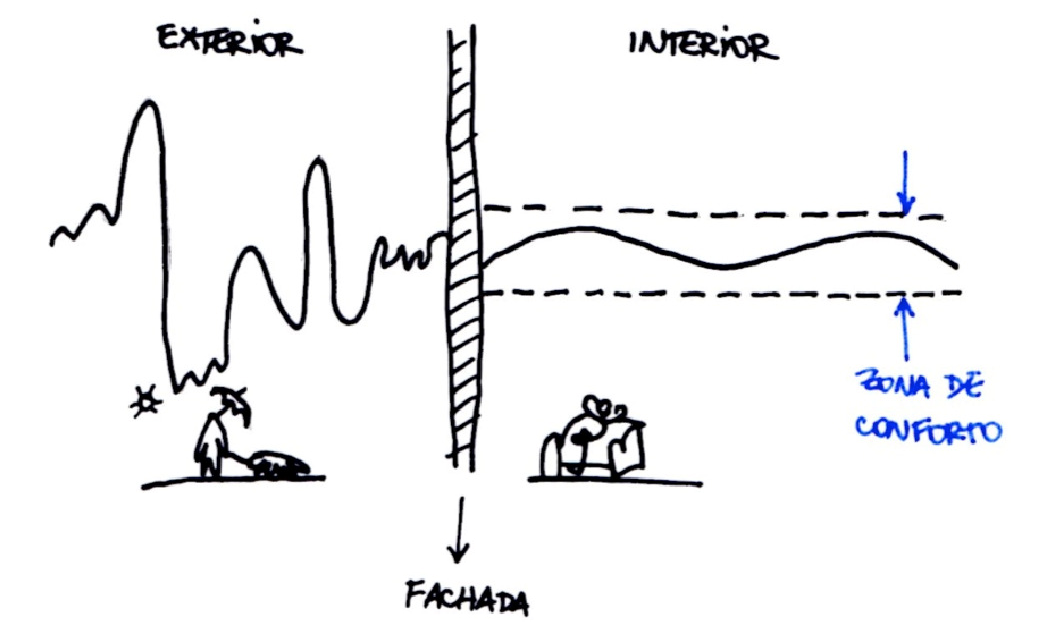 EXTERIOR
INTERIOR
ZONA DE
CONFORTO
FACHADA